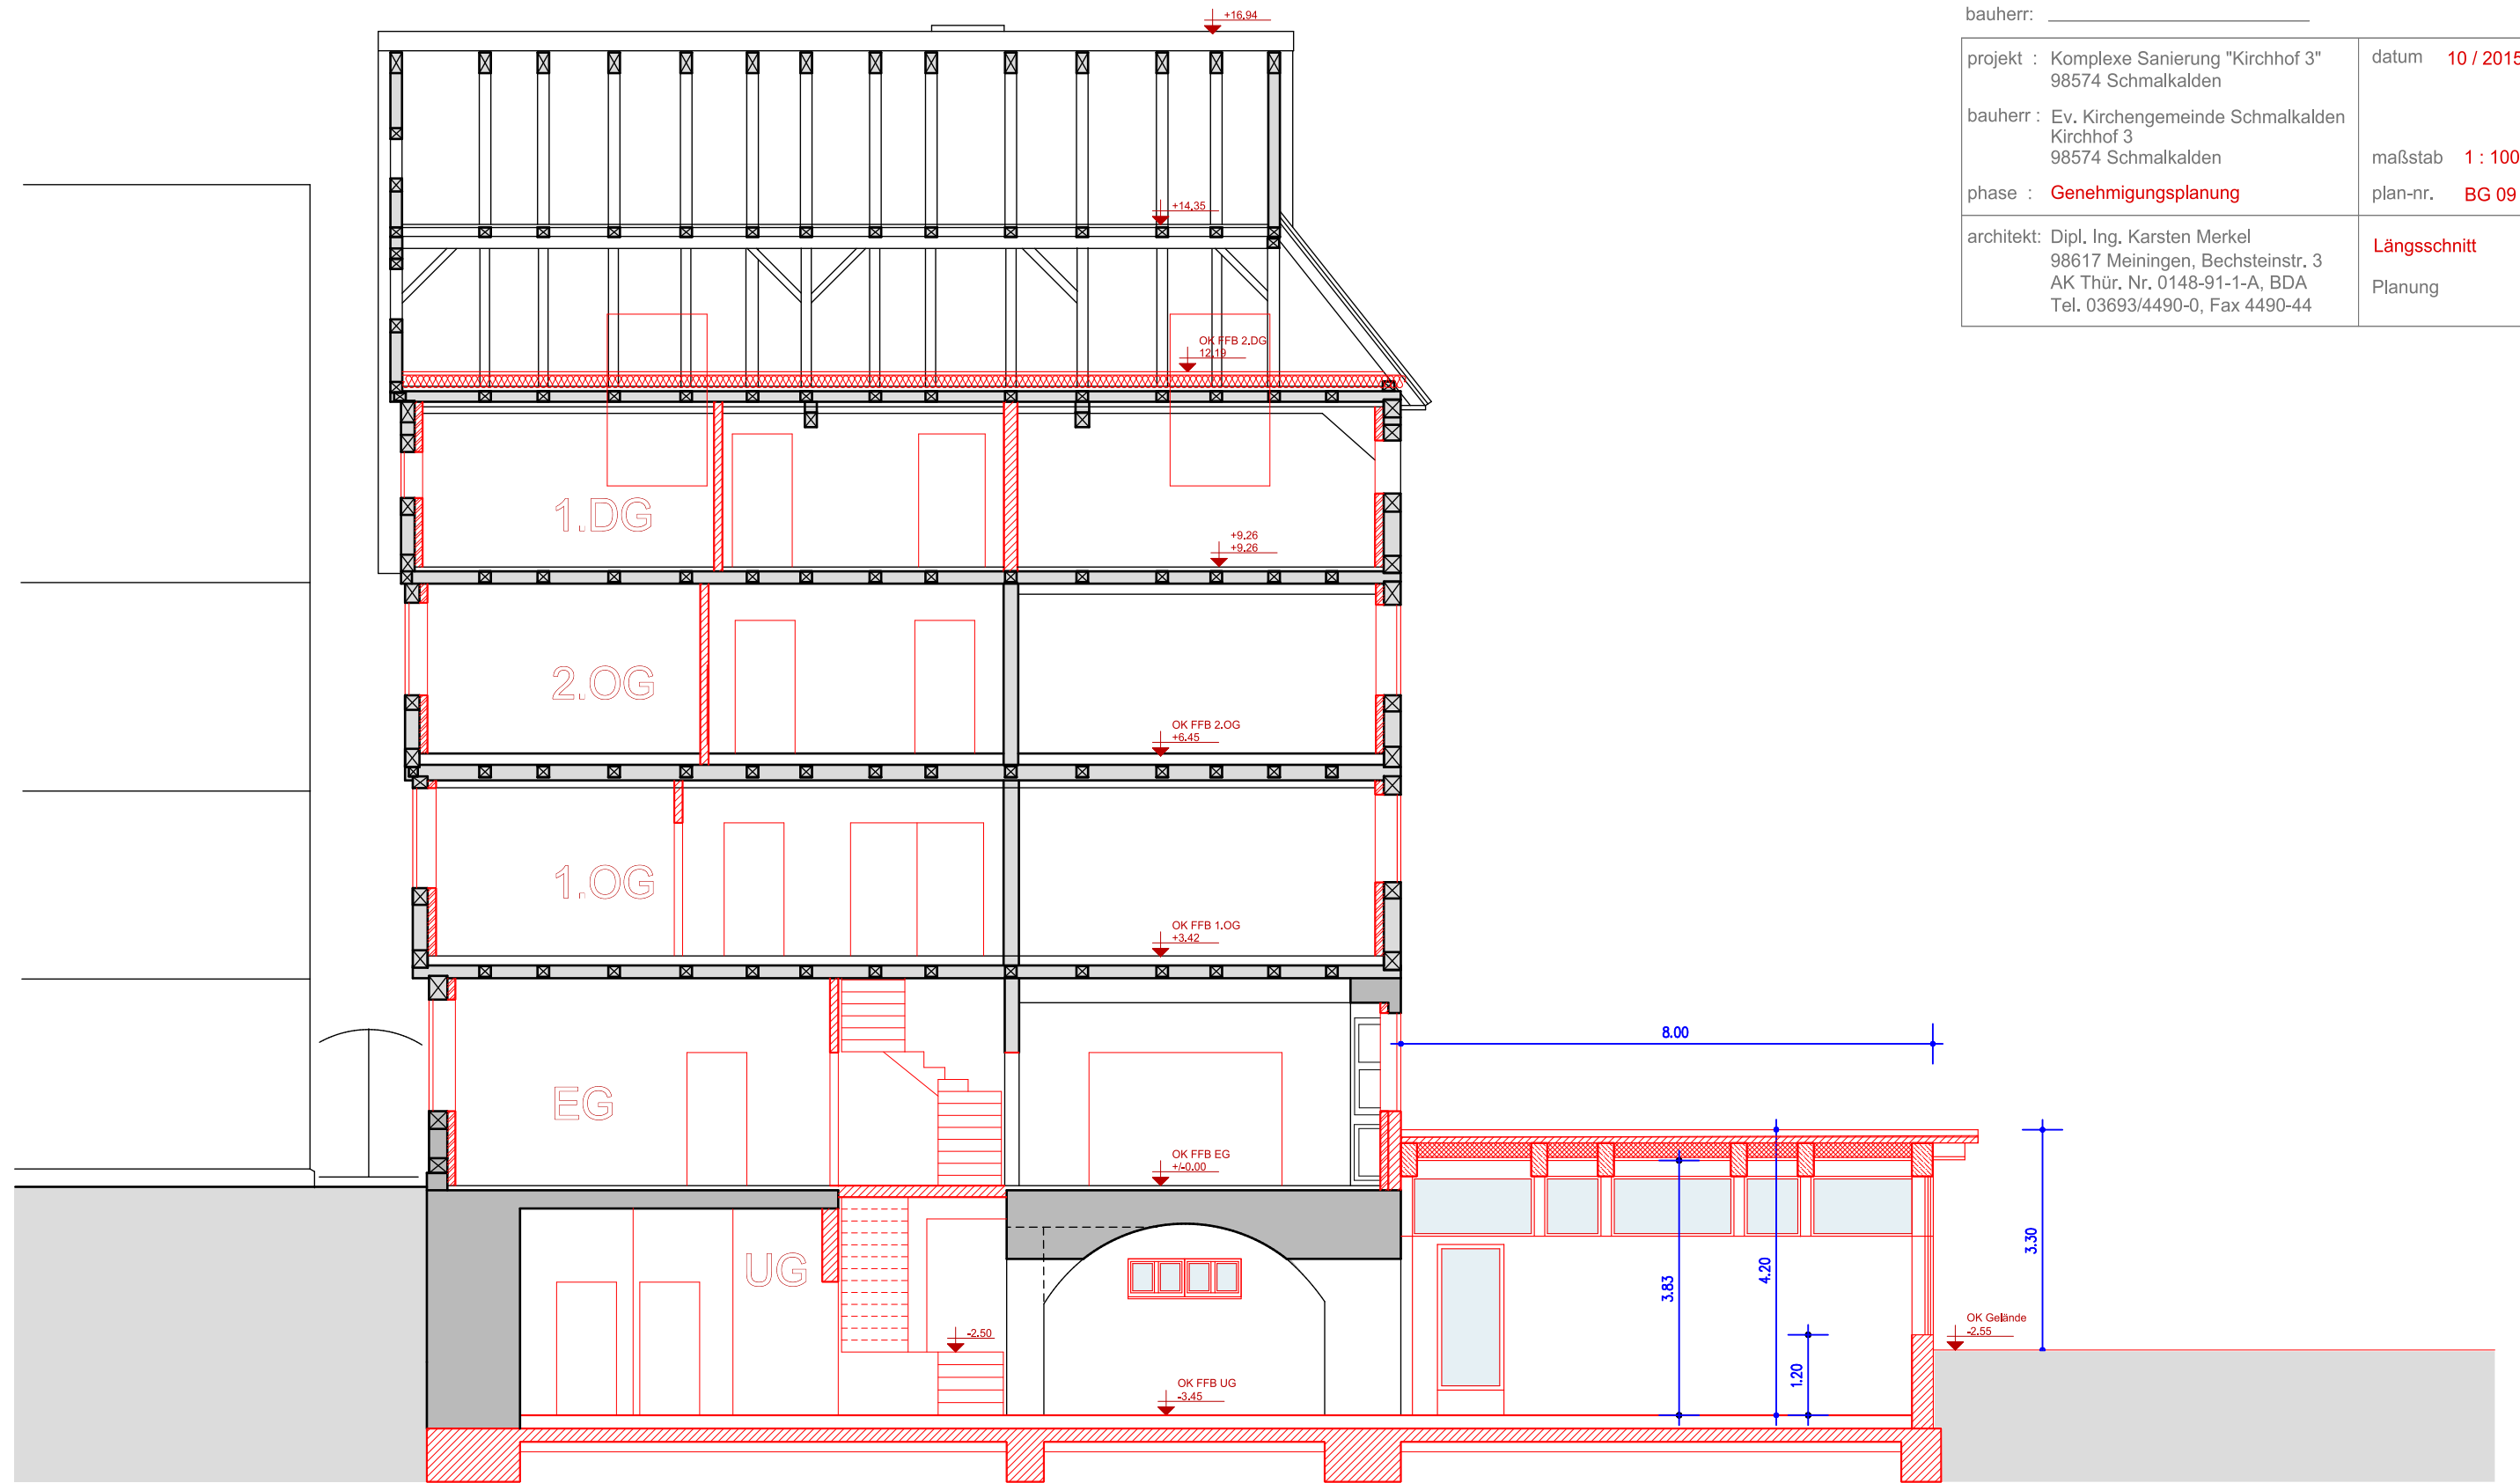 bauherr:
projekt : Komplexe Sanierung "Kirchhof 3"
98574 Schmalkalden
datum 10 / 2015
bauherr : Ev. Kirchengemeinde Schmalkalden
Kirchhof 3
98574 Schmalkalden
maßstab 1 : 100
phase : Genehmigungsplanung
plan-nr. BG 09
architekt: Dipl. Ing. Karsten Merkel
98617 Meiningen, Bechsteinstr. 3
AK Thür. Nr. 0148-91-1-A, BDA
Tel. 03693/4490-0, Fax 4490-44
Längsschnitt
Planung
+16,94
+14,35
OK FFB 2.DG
12,19
1.DG
+9.26
+9.26
2.OG
OK FFB 2.OG
+6.45
1.OG
OK FFB 1.OG
+3,42
8.00
EG
OK FFB EG
+/-0.00
UG
3.83
4.20
3.30
1.20
-2.50
OK Gelände
-2.55
OK FFB UG
-3.45